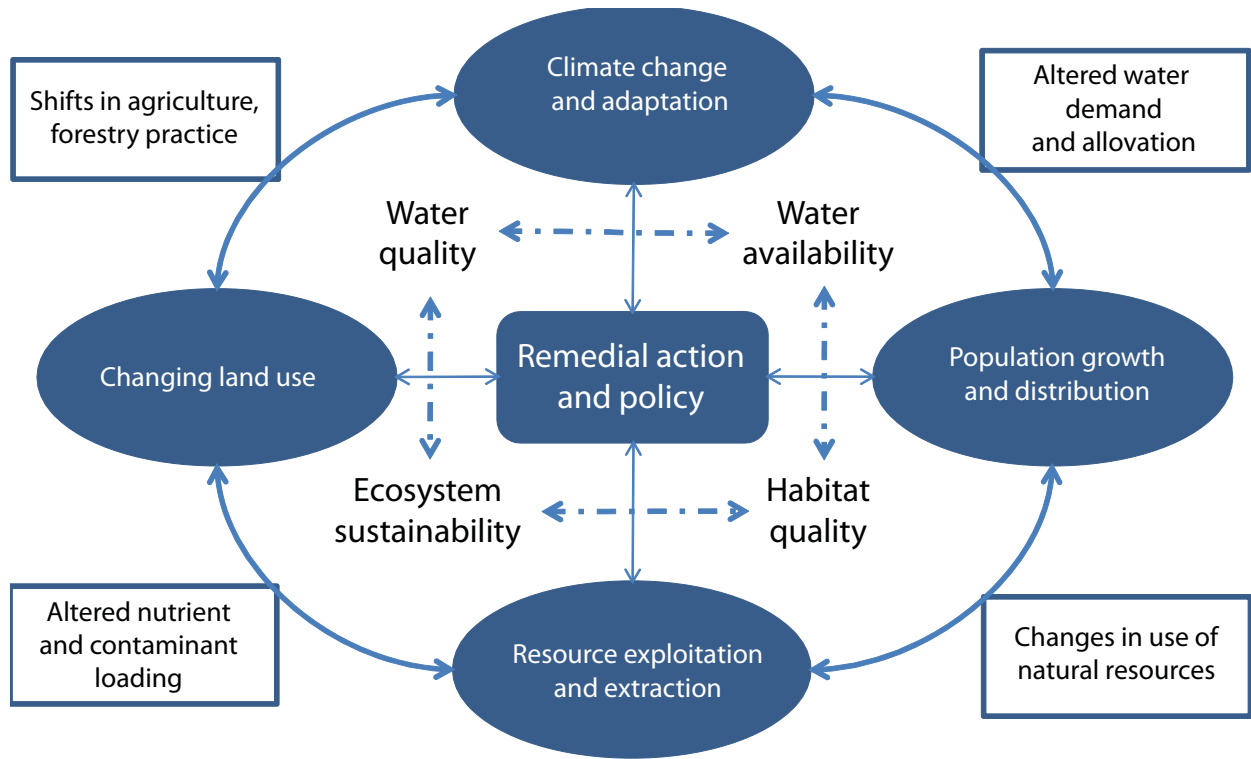 Climate change
and adaptation
Shifts in agriculture,
forestry practice
Altered water
demand
and allovation
Water
quality
Water
availability
Changing land use
Remedial action
and policy
Population growth
and distribution
Ecosystem
sustainability
Habitat
quality
Altered nutrient
and contaminant
loading
Resource exploitation
and extraction
Changes in use of
natural resources